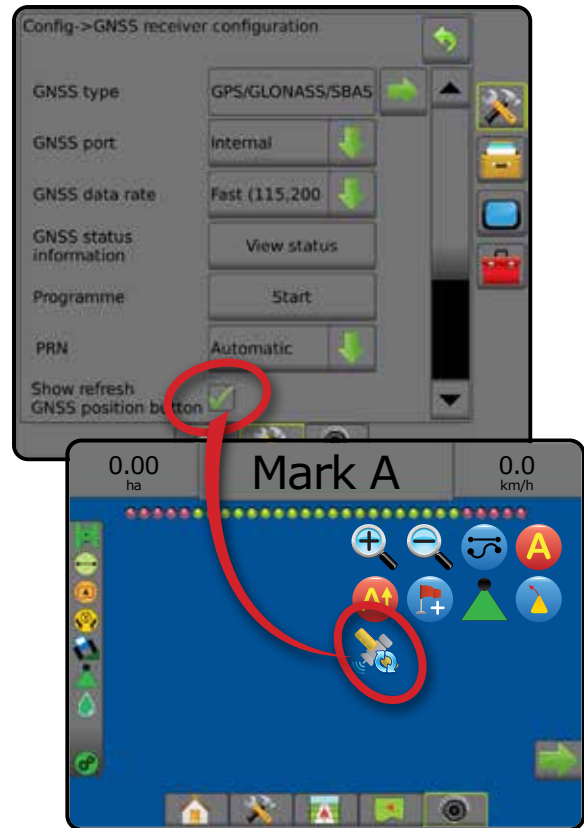 Config->GNSS receiver configuration
GNSS type GPS/GLONASS/SBAS
GNSS port Internal
GNSS data rate Fast (115,200
GNSS status
information View status
Programme Start
PRN Automatic
Show refresh
GNSS position button
0.00
ha
Mark A
0.0
km/h
A
A